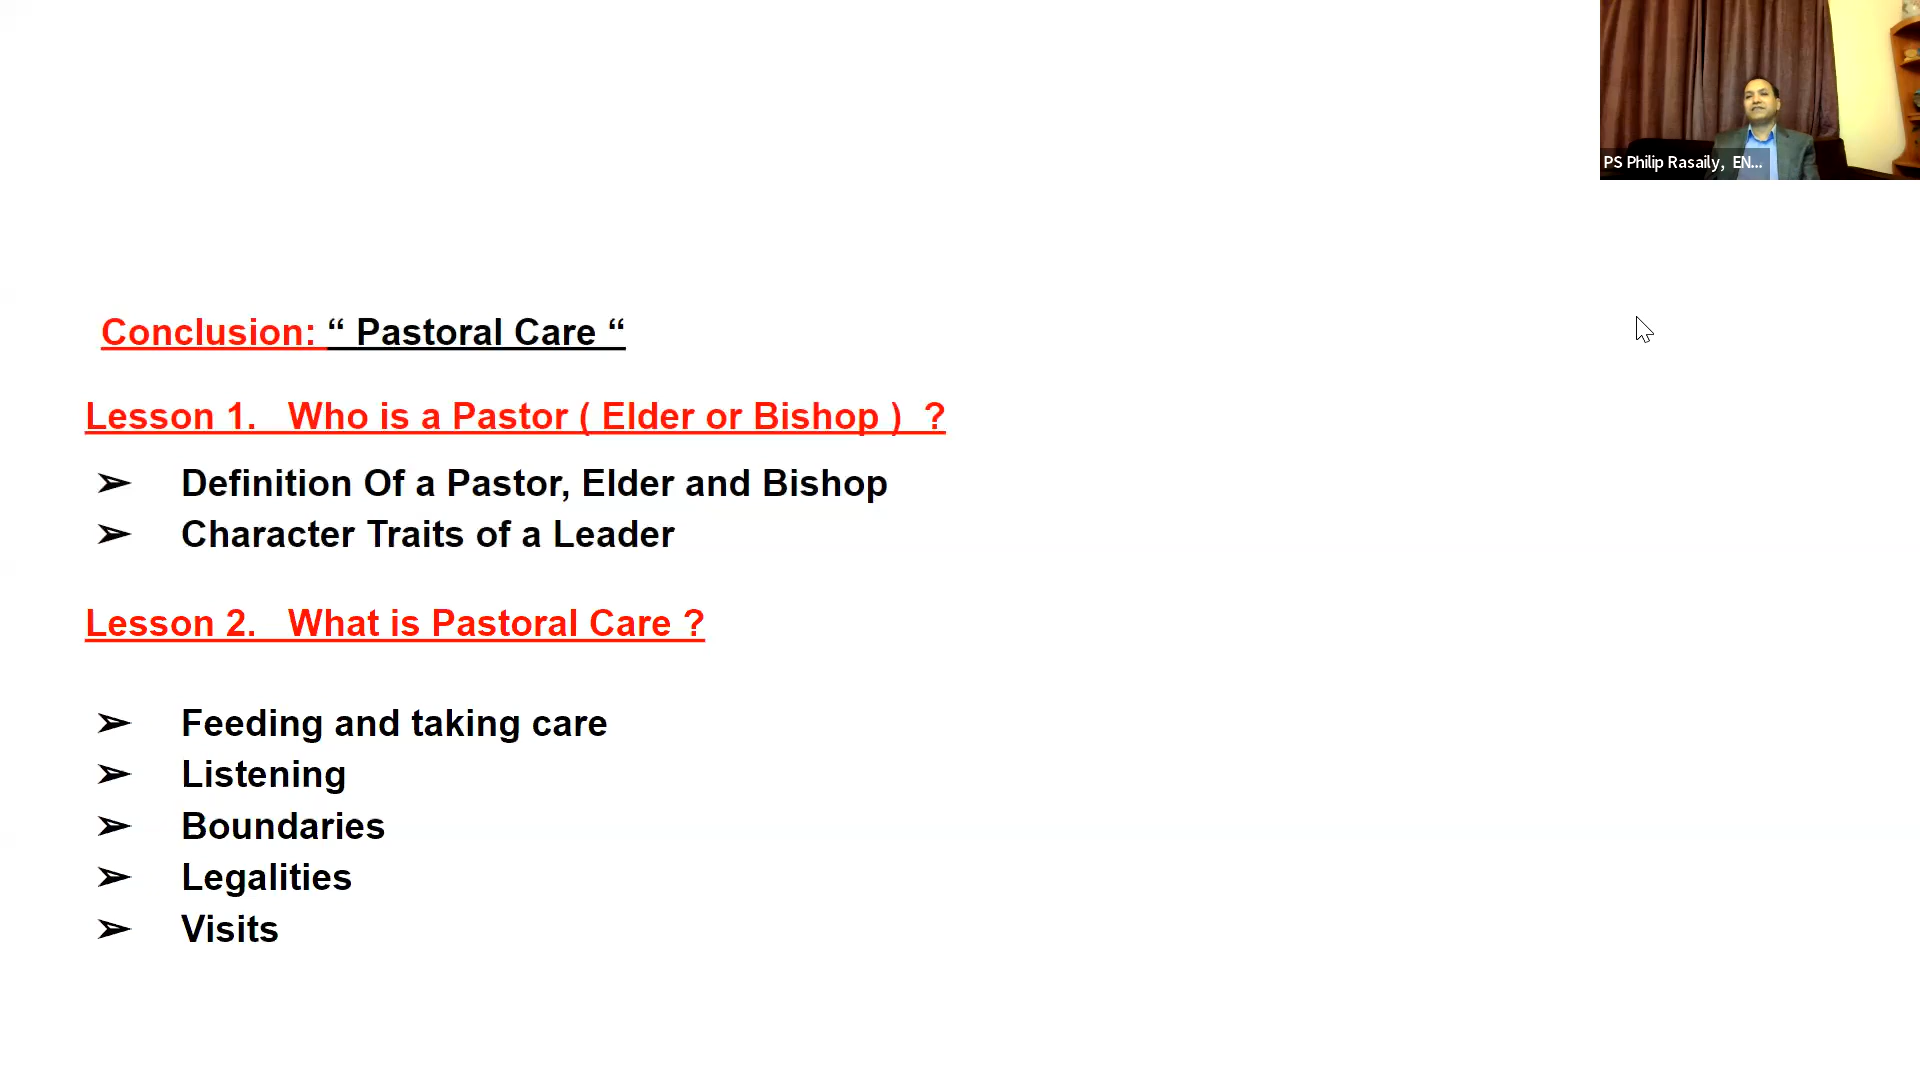 PS Philip Rasaily, EN...
Conclusion: “ Pastoral Care “
Lesson 1. Who is a Pastor ( Elder or Bishop ) ?
➢ Definition Of a Pastor, Elder and Bishop
➢ Character Traits of a Leader
Lesson 2. What is Pastoral Care ?
➢ Feeding and taking care
➢ Listening
➢ Boundaries
➢ Legalities
➢ Visits